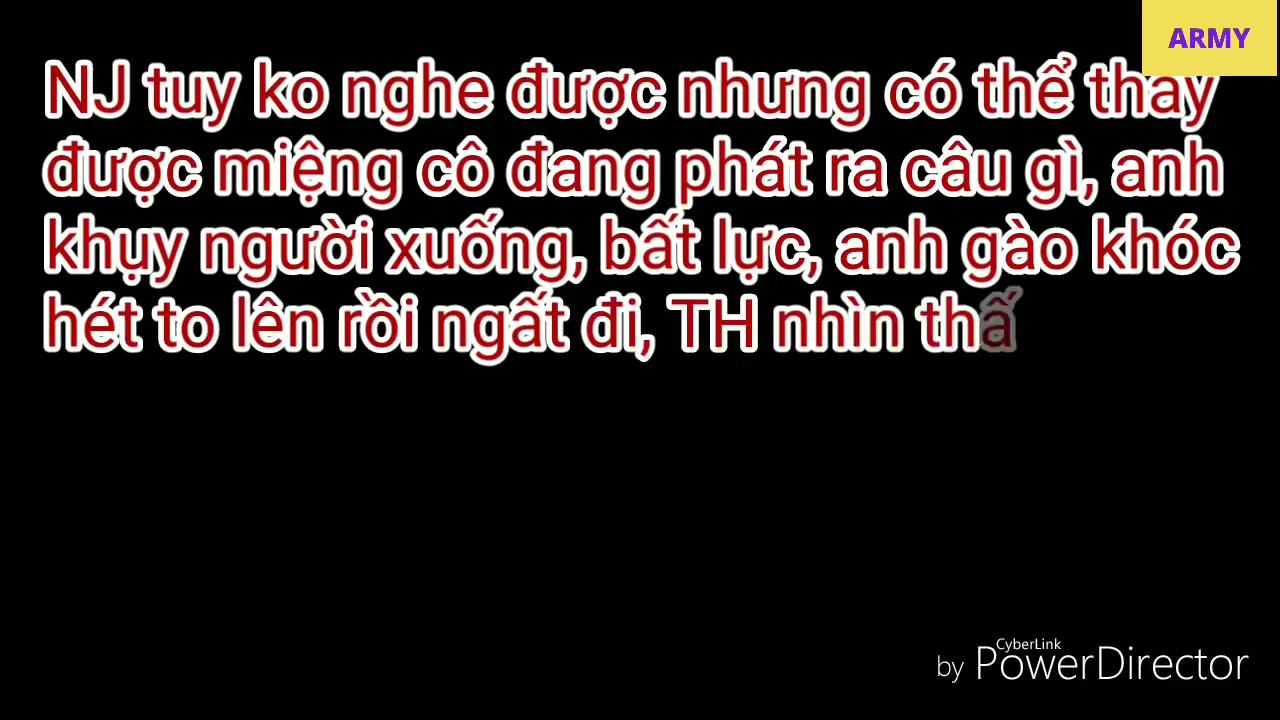 ARMY
NJ tuy ko nghe được nhưng có thể thấy
được miệng cô đang phát ra câu gì, anh
khụy người xuống, bất lực, anh gào khóc
hét to lên rồi ngất đi, TH nhìn thấ
CyberLink
by PowerDirector